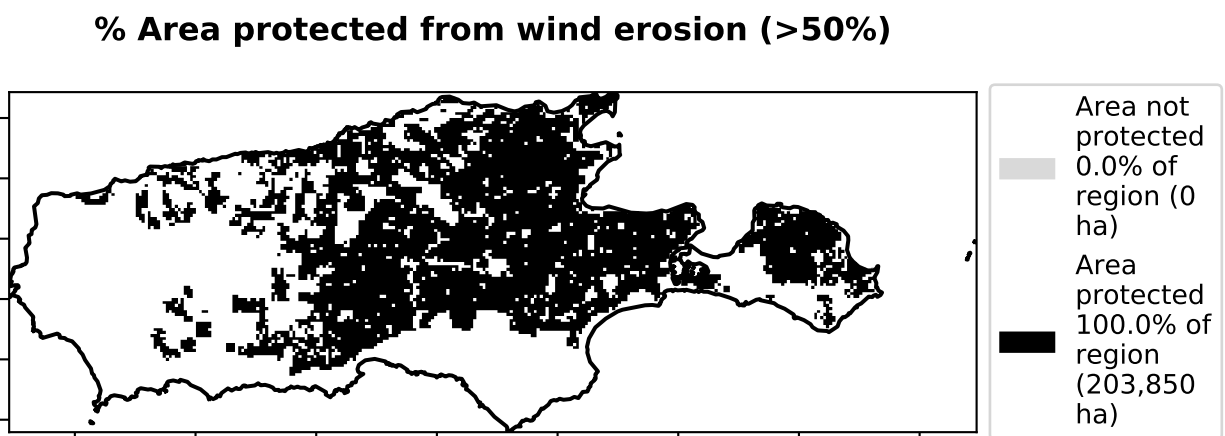 % Area protected from wind erosion (>50%)
Area not
protected
0.0% of
region (0
ha)
Area
protected
100.0% of
region
(203,850
ha)